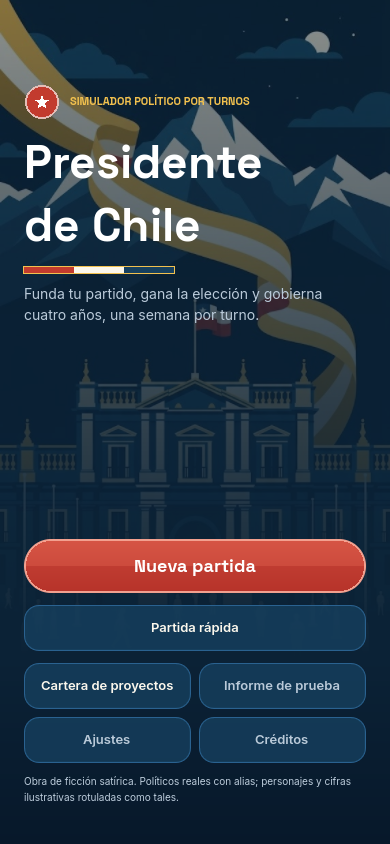 SIMULADOR POLÍTICO POR TURNOS
Presidente
de Chile
Funda tu partido, gana la elección y gobierna
cuatro años, una semana por turno.
Nueva partida
Partida rápida
Cartera de proyectos
Informe de prueba
Ajustes
Créditos
Obra de ficción satírica. Políticos reales con alias; personajes y cifras
ilustrativas rotuladas como tales.